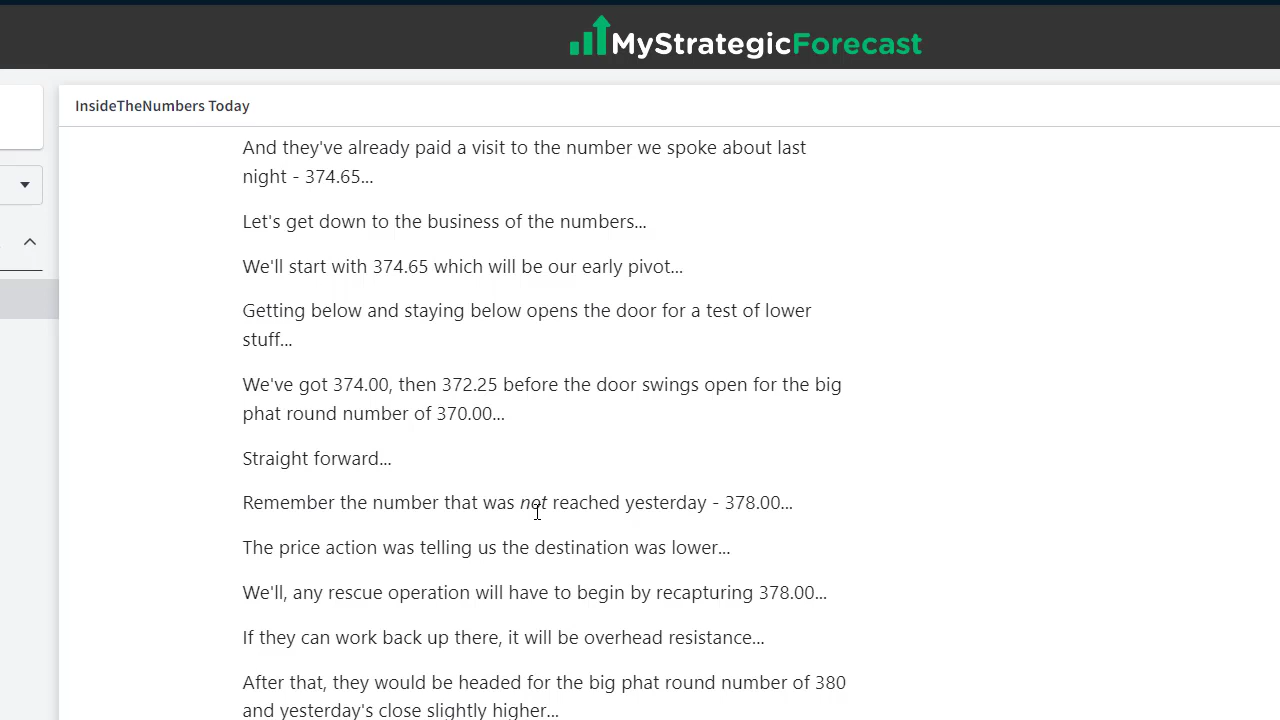 MyStrategicForecast
InsideTheNumbers Today
And they've already paid a visit to the number we spoke about last
night - 374.65...
Let's get down to the business of the numbers...
We'll start with 374.65 which will be our early pivot...
Getting below and staying below opens the door for a test of lower
stuff...
We've got 374.00, then 372.25 before the door swings open for the big
phat round number of 370.00...
Straight forward...
Remember the number that was not reached yesterday - 378.00...
The price action was telling us the destination was lower...
We'll, any rescue operation will have to begin by recapturing 378.00...
If they can work back up there, it will be overhead resistance...
After that, they would be headed for the big phat round number of 380
and yesterday's close slightly higher...